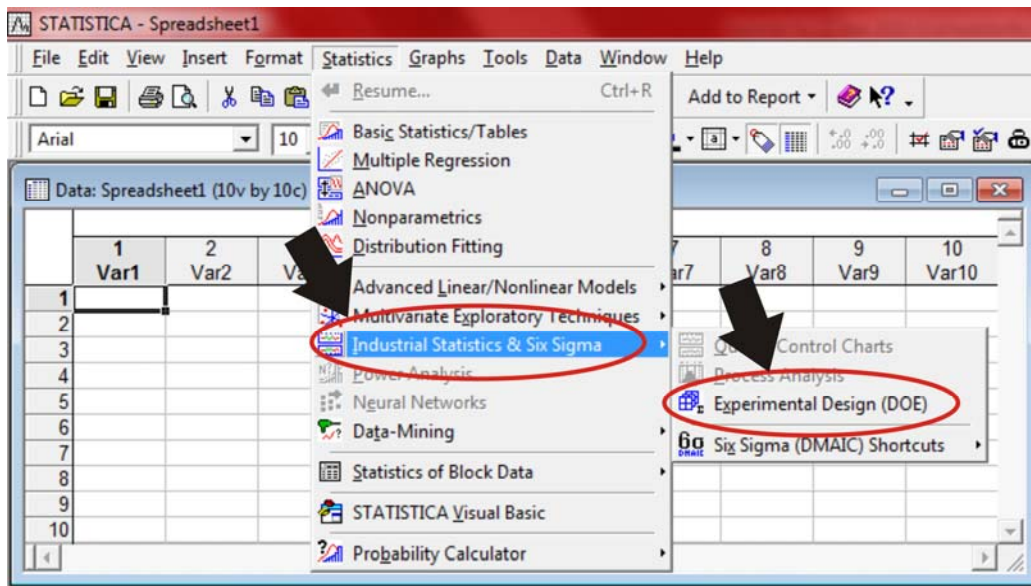 STATISTICA - Spreadsheet1
File Edit View Insert Format Statistics Graphs Tools Data Window Help
Add to Report
Arial 10
Resume... Ctrl+R
Basic Statistics/Tables
Multiple Regression
ANOVA
Nonparametrics
Distribution Fitting
Advanced Linear/Nonlinear Models
Multivariate Exploratory Techniques
Industrial Statistics & Six Sigma
Power Analysis
Neural Networks
Data-Mining
Statistics of Block Data
STATISTICA Visual Basic
Probability Calculator
Control Charts
Process Analysis
Experimental Design (DOE)
Six Sigma (DMAIC) Shortcuts
Data: Spreadsheet1 (10v by 10c)
1 2 8 9 10
Var1 Var2 Var8 Var9 Var10
1
2
3
4
5
6
7
8
9
10